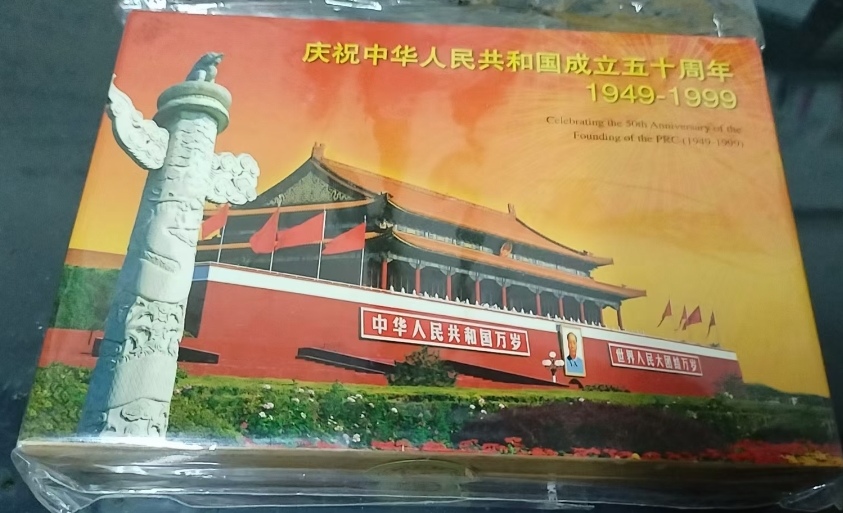 庆祝中华人民共和国成立五十周年
1949-1999
Celebrating the 50th Anniversary of the
Founding of the PRC (1949-1999)
中华人民共和国万岁
世界人民大团结万岁